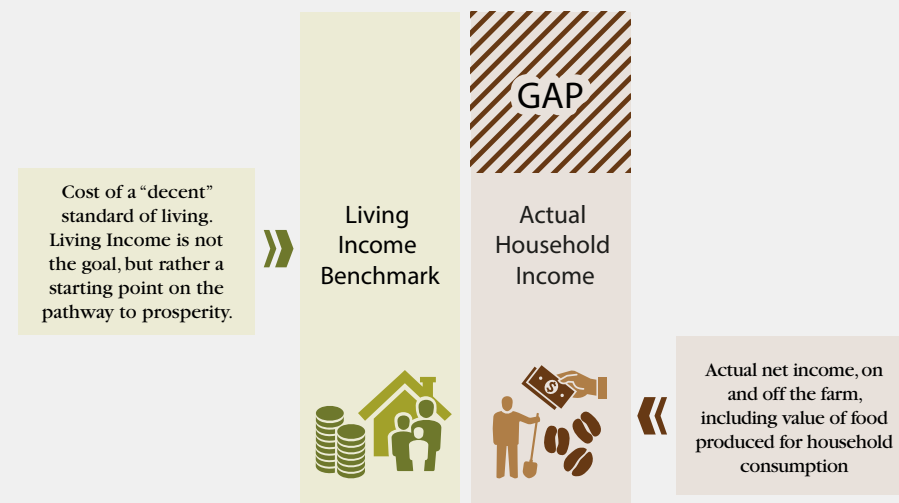 Cost of a “decent”
standard of living.
Living Income is not
the goal, but rather a
starting point on the
pathway to prosperity.
Living
Income
Benchmark
GAP
Actual
Household
Income
$
Actual net income, on
and off the farm,
including value of food
produced for household
consumption